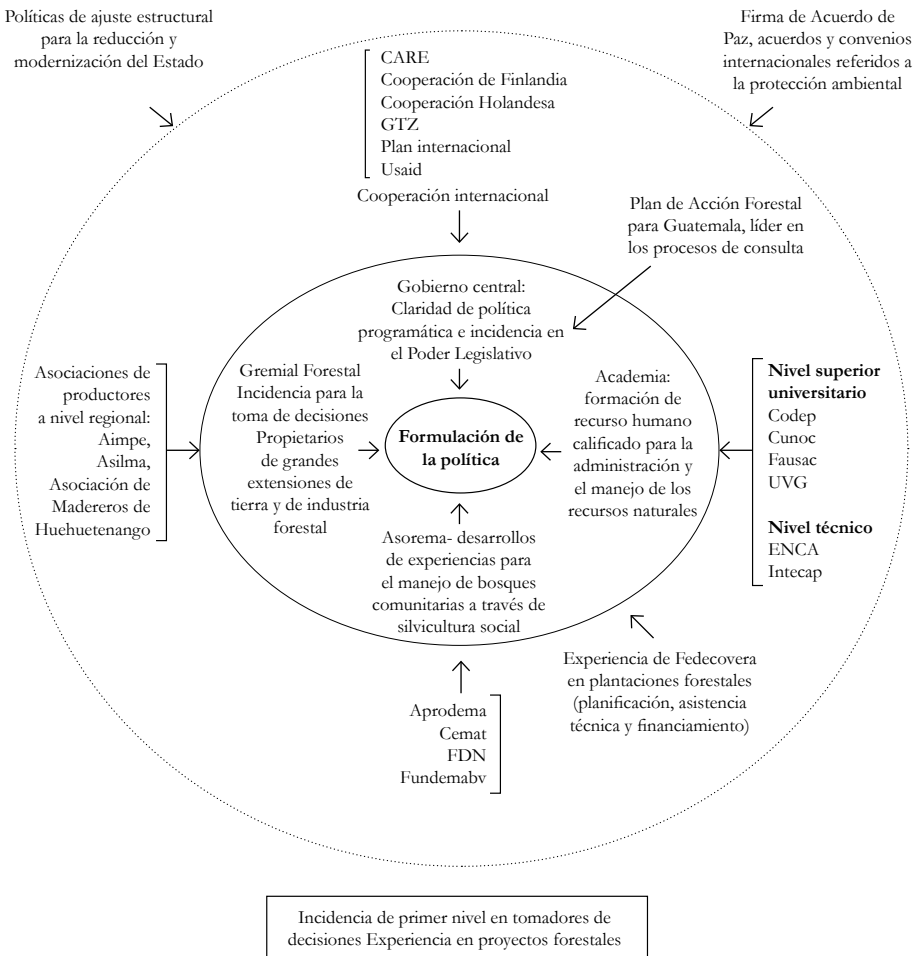 Políticas de ajuste estructural
para la reducción y
modernización del Estado
Firma de Acuerdo de
Paz, acuerdos y convenios
internacionales referidos a
la protección ambiental
CARE
Cooperación de Finlandia
Cooperación Holandesa
GTZ
Plan internacional
Usaid
Cooperación internacional
Plan de Acción Forestal
para Guatemala, líder en
los procesos de consulta
Gobierno central:
Claridad de política
programática e incidencia en
el Poder Legislativo
Asociaciones de
productores
a nivel regional:
Aimpe,
Asilma,
Asociación de
Madereros de
Huehuetenango
Gremial Forestal
Incidencia para la
toma de decisiones
Propietarios
de grandes
extensiones de
tierra y de industria
forestal
Formulación de
la política
Academia:
formación de
recurso humano
calificado para la
administración y
el manejo de los
recursos naturales
Nivel superior
universitario
Codep
Cunoc
Fausac
UVG
Nivel técnico
ENCA
Intecap
Asorema- desarrollos
de experiencias para
el manejo de bosques
comunitarias a través de
silvicultura social
Experiencia de Fedecovera
en plantaciones forestales
(planificación, asistencia
técnica y financiamiento)
Aprodema
Cemat
FDN
Fundemabv
Incidencia de primer nivel en tomadores de
decisiones Experiencia en proyectos forestales